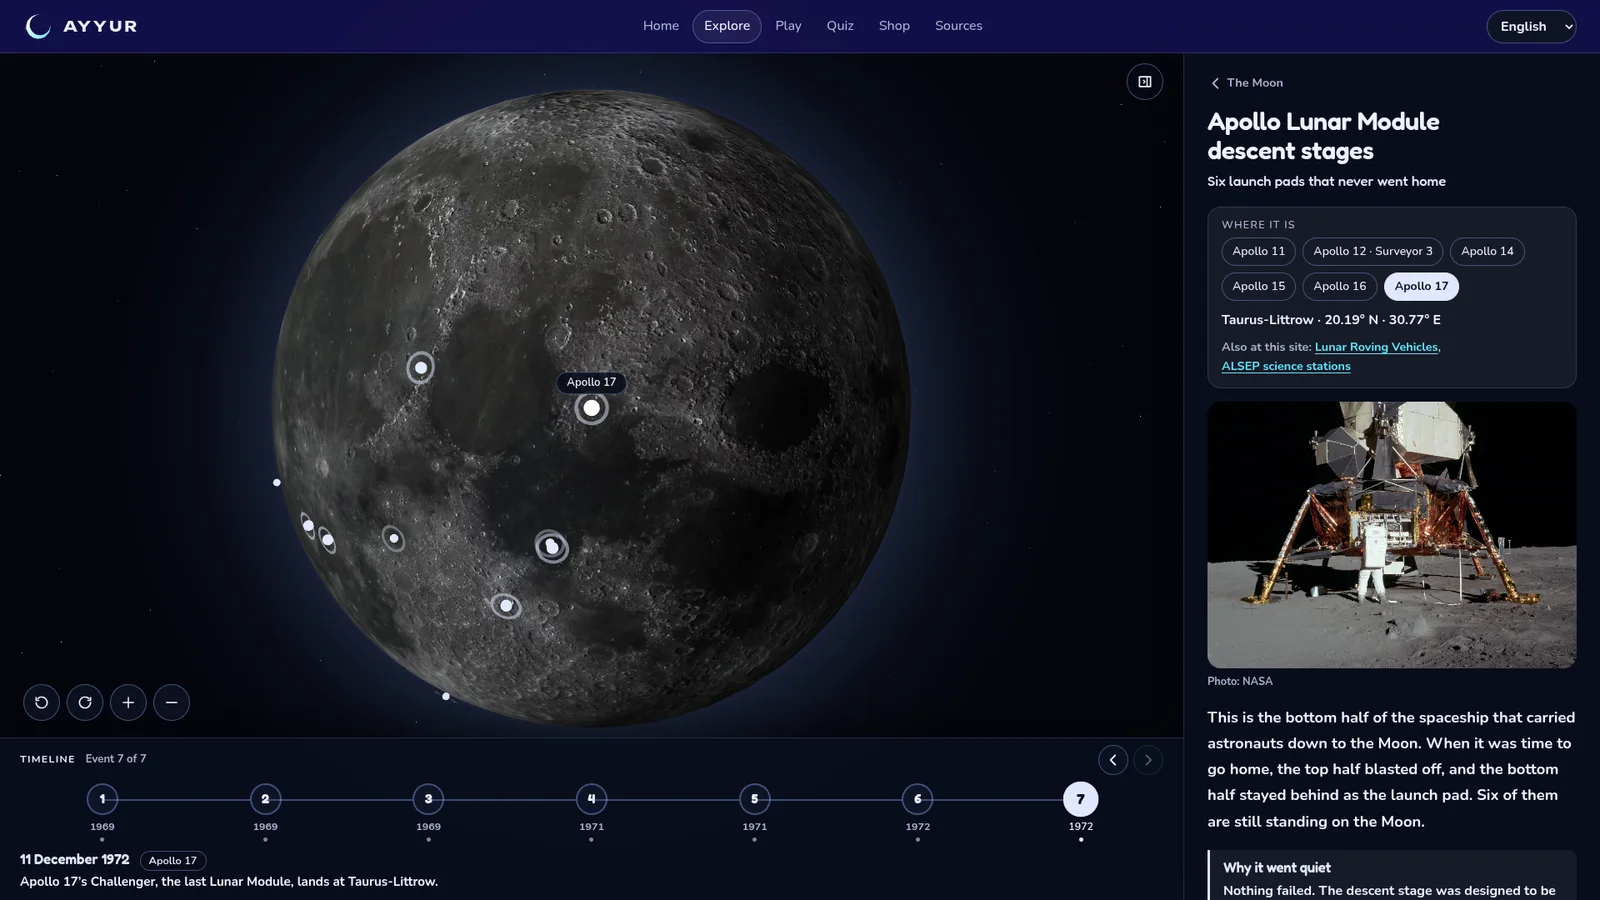 AYYUR
Home
Explore
Play
Quiz
Shop
Sources
English
Apollo 17
The Moon
Apollo Lunar Module
descent stages
Six launch pads that never went home
WHERE IT IS
Apollo 11
Apollo 12 · Surveyor 3
Apollo 14
Apollo 15
Apollo 16
Apollo 17
Taurus-Littrow · 20.19° N · 30.77° E
Also at this site: Lunar Roving Vehicles,
ALSEP science stations
Photo: NASA
This is the bottom half of the spaceship that carried
astronauts down to the Moon. When it was time to
go home, the top half blasted off, and the bottom
half stayed behind as the launch pad. Six of them
are still standing on the Moon.
Why it went quiet
Nothing failed. The descent stage was designed to be
TIMELINE
Event 7 of 7
1
2
3
4
5
6
7
1969
1969
1969
1971
1971
1972
1972
11 December 1972
Apollo 17
Apollo 17's Challenger, the last Lunar Module, lands at Taurus-Littrow.